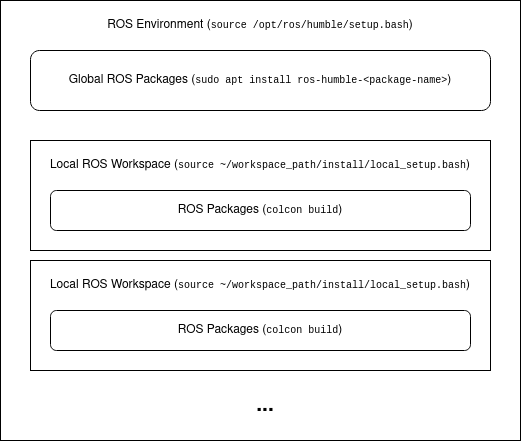 ROS Environment (source /opt/ros/humble/setup.bash)
Global ROS Packages (sudo apt install ros-humble-<package-name>)
Local ROS Workspace (source ~/workspace_path/install/local_setup.bash)
ROS Packages (colcon build)
Local ROS Workspace (source ~/workspace_path/install/local_setup.bash)
ROS Packages (colcon build)
...